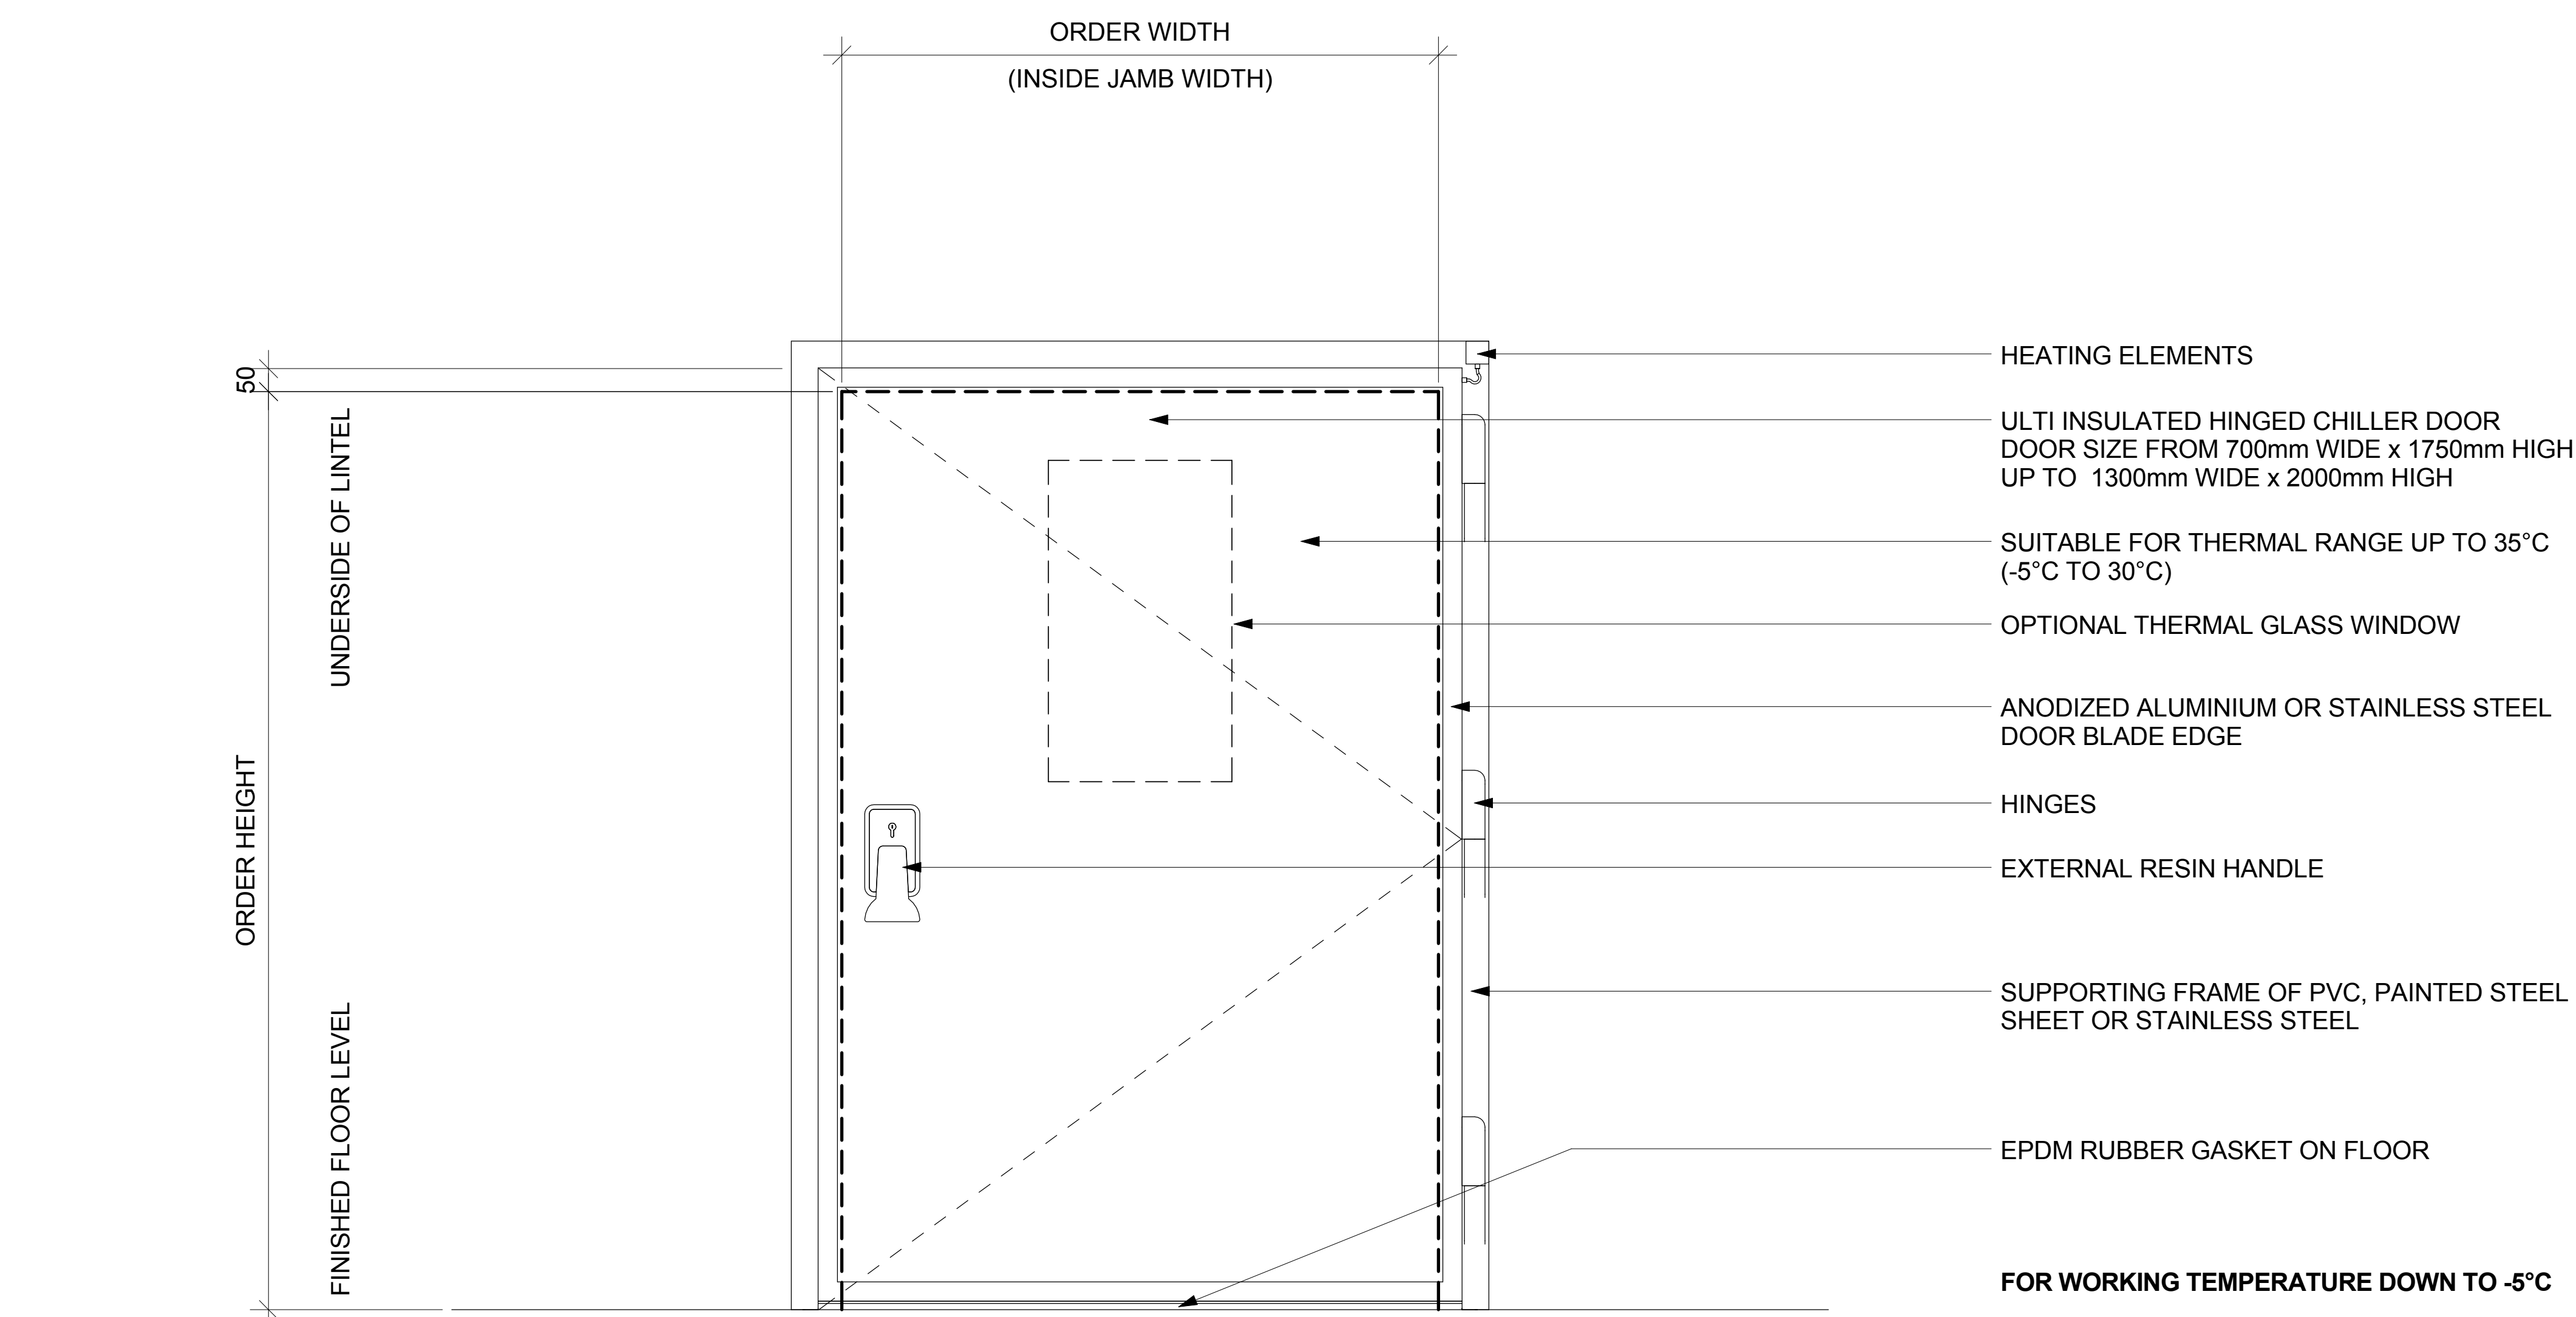 ORDER WIDTH
(INSIDE JAMB WIDTH)
50
UNDERSIDE OF LINTEL
ORDER HEIGHT
FINISHED FLOOR LEVEL
HEATING ELEMENTS
ULTI INSULATED HINGED CHILLER DOOR
DOOR SIZE FROM 700mm WIDE x 1750mm HIGH
UP TO 1300mm WIDE x 2000mm HIGH
SUITABLE FOR THERMAL RANGE UP TO 35°C
(-5°C TO 30°C)
OPTIONAL THERMAL GLASS WINDOW
ANODIZED ALUMINIUM OR STAINLESS STEEL
DOOR BLADE EDGE
HINGES
EXTERNAL RESIN HANDLE
SUPPORTING FRAME OF PVC, PAINTED STEEL
SHEET OR STAINLESS STEEL
EPDM RUBBER GASKET ON FLOOR
FOR WORKING TEMPERATURE DOWN TO -5°C